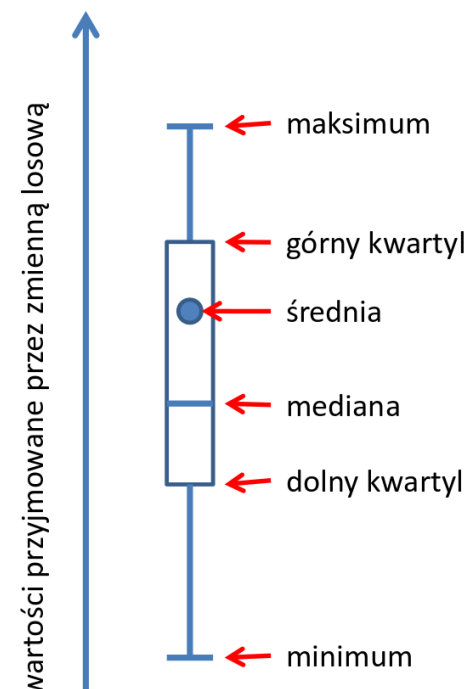 maksimum
górny kwartyl
średnia
mediana
dolny kwartyl
minimum
wartości przyjmowane przez zmienną losową